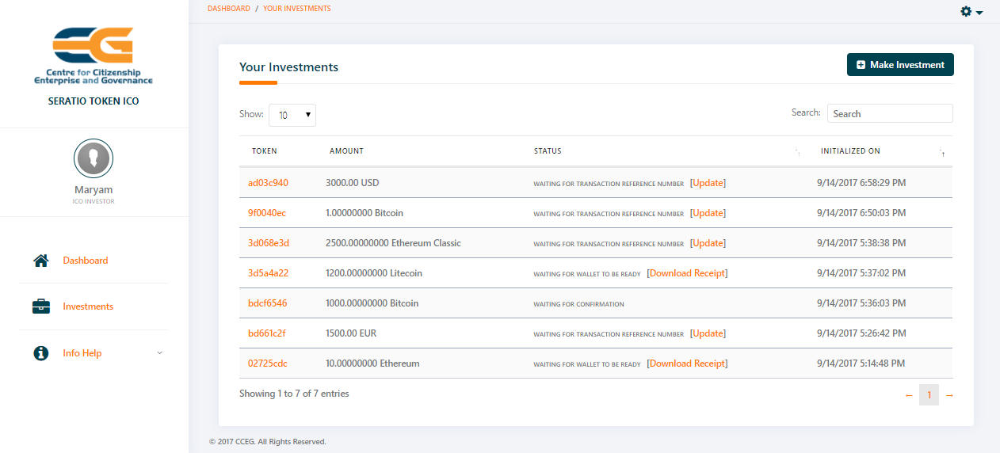 DASHBOARD / YOUR INVESTMENTS
CG
Centre for Citizenship
Enterprise and Governance
SERATIO TOKEN ICO
Maryam
ICO INVESTOR
Dashboard
Investments
Info Help
Your Investments
Make Investment
Show: 10
Search: Search
TOKEN AMOUNT STATUS INITIALIZED ON
ad03c940 3000.00 USD WAITING FOR TRANSACTION REFERENCE NUMBER [Update] 9/14/2017 6:58:29 PM
9f0040ec 1.00000000 Bitcoin WAITING FOR TRANSACTION REFERENCE NUMBER [Update] 9/14/2017 6:50:03 PM
3d068e3d 2500.00000000 Ethereum Classic WAITING FOR TRANSACTION REFERENCE NUMBER [Update] 9/14/2017 5:38:38 PM
3d5a4a22 1200.00000000 Litecoin WAITING FOR WALLET TO BE READY [Download Receipt] 9/14/2017 5:37:02 PM
bdcf6546 1000.00000000 Bitcoin WAITING FOR CONFIRMATION 9/14/2017 5:36:03 PM
bd661c2f 1500.00 EUR WAITING FOR TRANSACTION REFERENCE NUMBER [Update] 9/14/2017 5:26:42 PM
02725cdc 10.00000000 Ethereum WAITING FOR WALLET TO BE READY [Download Receipt] 9/14/2017 5:14:48 PM
Showing 1 to 7 of 7 entries
← 1 →
© 2017 CCEG. All Rights Reserved.